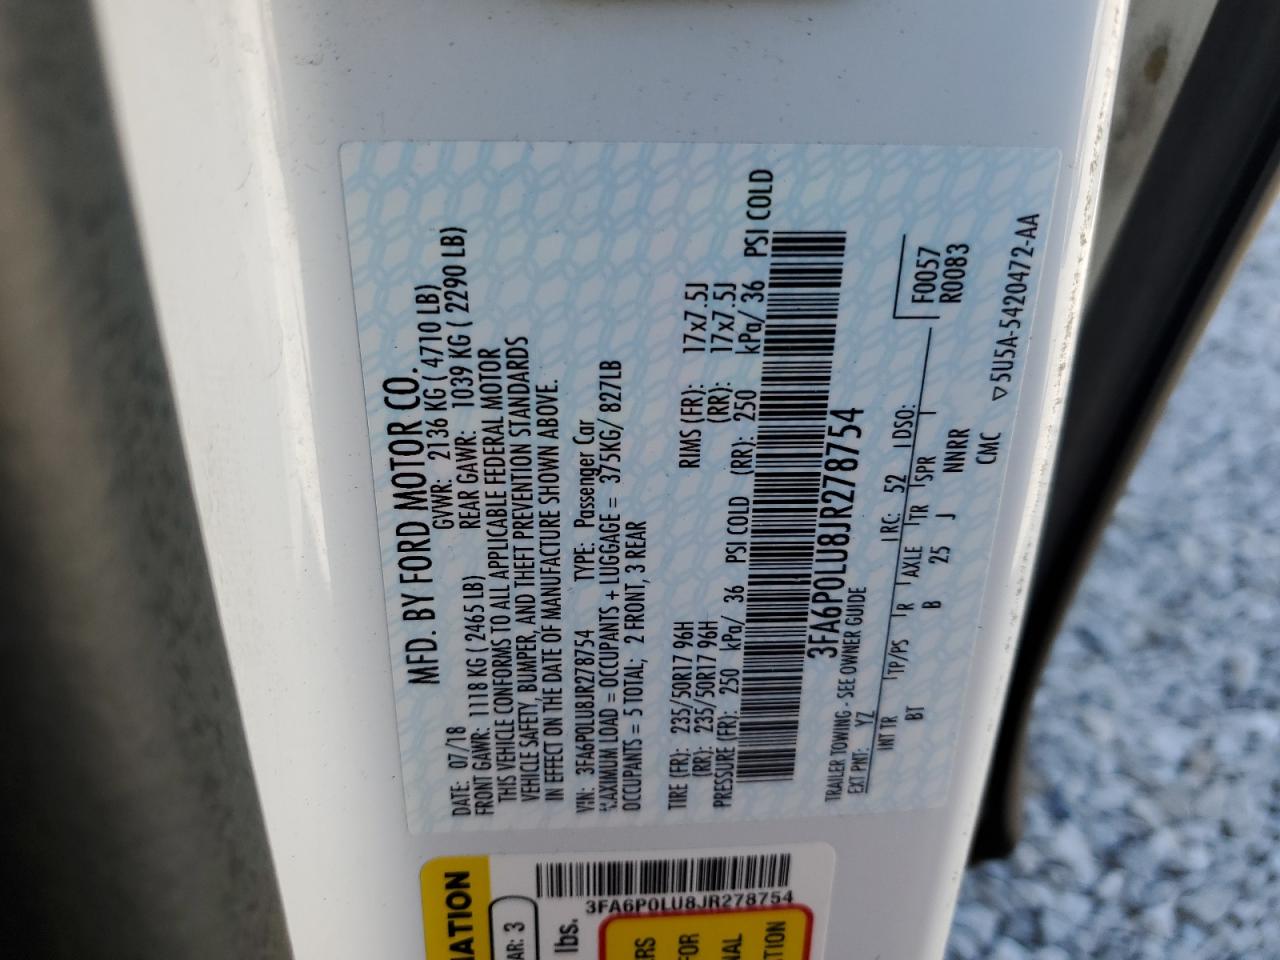 MFD. BY FORD MOTOR CO.
DATE: 07/18 GVWR: 2136 KG ( 4710 LB)
FRONT GAWR: 1118 KG ( 2465 LB) REAR GAWR: 1039 KG ( 2290 LB)
THIS VEHICLE CONFORMS TO ALL APPLICABLE FEDERAL MOTOR
VEHICLE SAFETY, BUMPER, AND THEFT PREVENTION STANDARDS
IN EFFECT ON THE DATE OF MANUFACTURE SHOWN ABOVE.
VIN: 3FA6P0LU8JR278754 TYPE: Passenger Car
MAXIMUM LOAD = OCCUPANTS + LUGGAGE = 375KG/ 827LB
OCCUPANTS = 5 TOTAL; 2 FRONT, 3 REAR
TIRE (FR): 235/50R17 96H RIMS (FR): 17x7.5J
(RR): 235/50R17 96H (RR): 17x7.5J
PRESSURE (FR): 250 kPa/ 36 PSI COLD (RR): 250 kPa/ 36 PSI COLD
3FA6P0LU8JR278754
TRAILER TOWING - SEE OWNER GUIDE
EXT PNT: YZ RC: 52 DSO: F0057
INT TR TP/PS R AXLE TR SPR R0083
BT B 25 J NNRR
CMC
5U5A-5420472-AA
3FA6P0LU8JR278754
AR: 3
lbs.